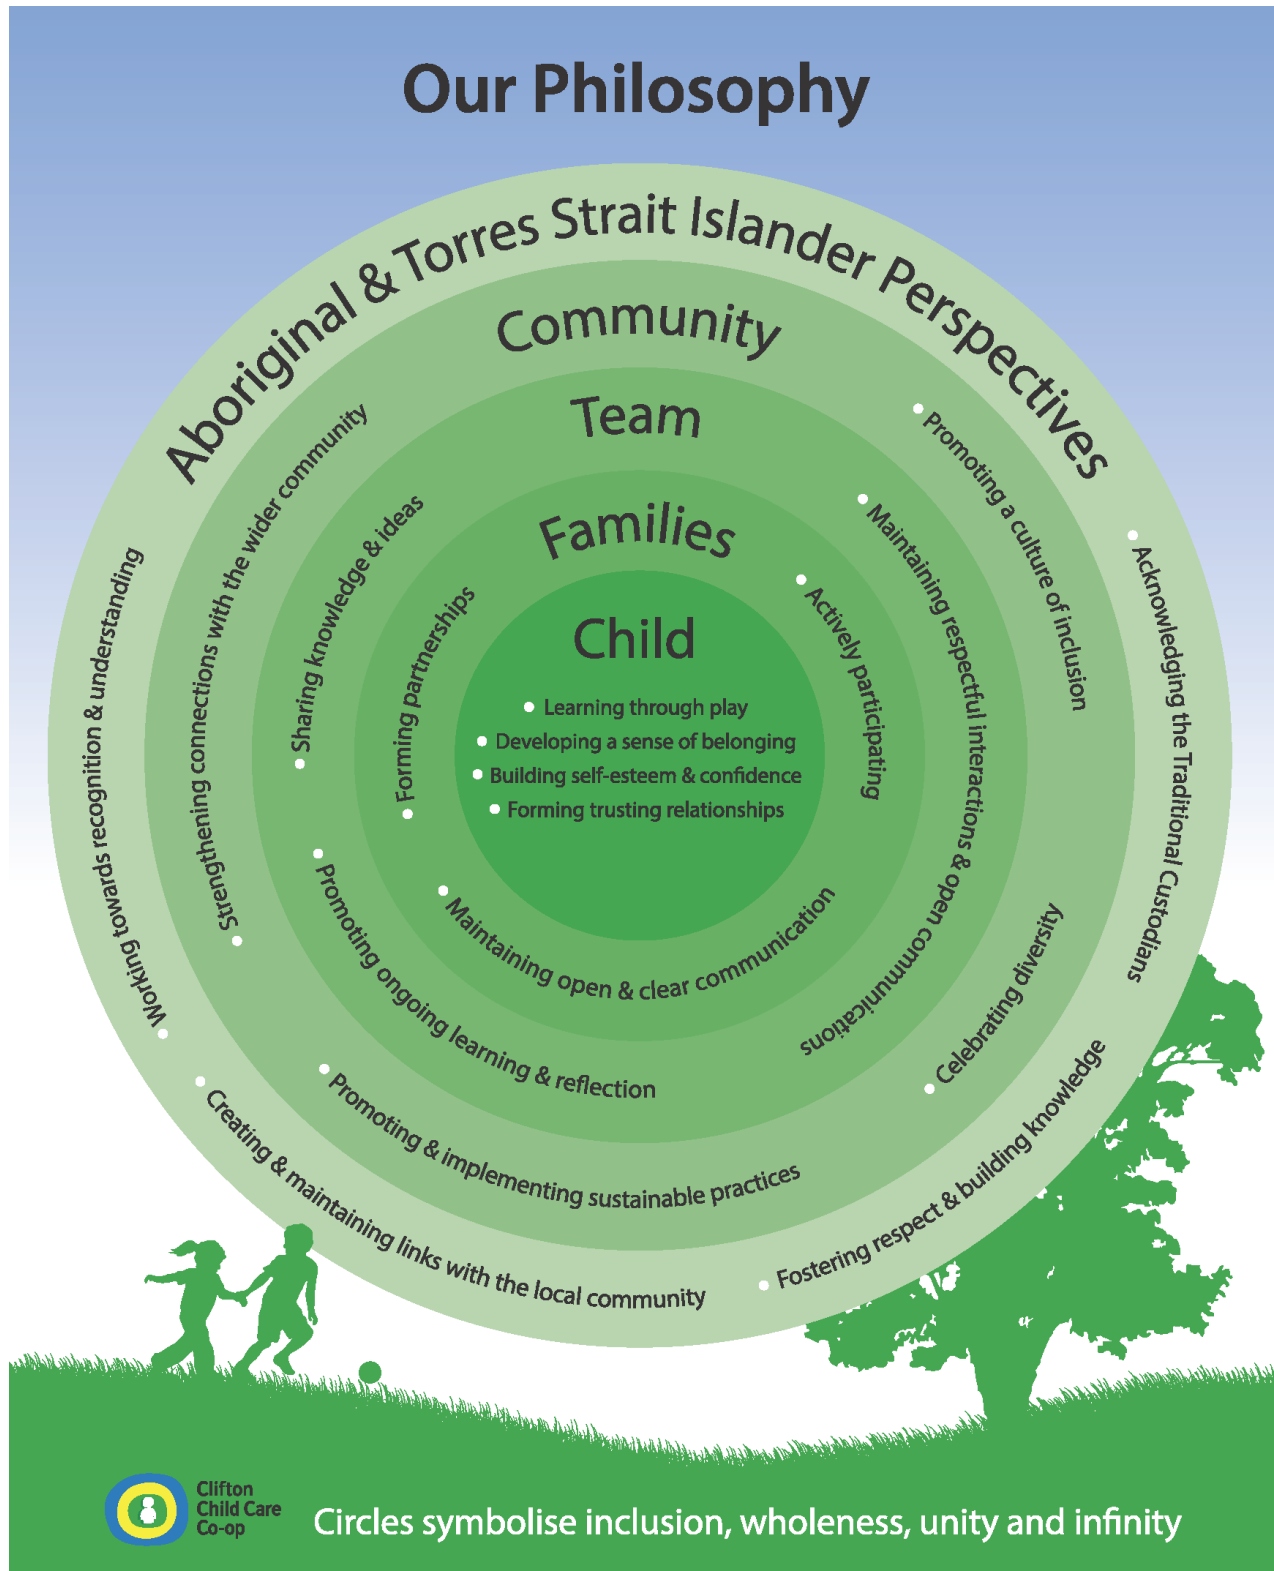 Our Philosophy
Aboriginal & Torres Strait Islander Perspectives
Acknowledging the Traditional Custodians
Fostering respect & building knowledge
Creating & maintaining links with the local community
Working towards recognition & understanding
Community
Promoting a culture of inclusion
Celebrating diversity
Promoting & implementing sustainable practices
Strengthening connections with the wider community
Team
Maintaining respectful interactions & open communications
Promoting ongoing learning & reflection
Sharing knowledge & ideas
Families
Actively participating
Maintaining open & clear communication
Forming partnerships
Child
Learning through play
Developing a sense of belonging
Building self-esteem & confidence
Forming trusting relationships
Clifton
Child Care
Co-op
Circles symbolise inclusion, wholeness, unity and infinity